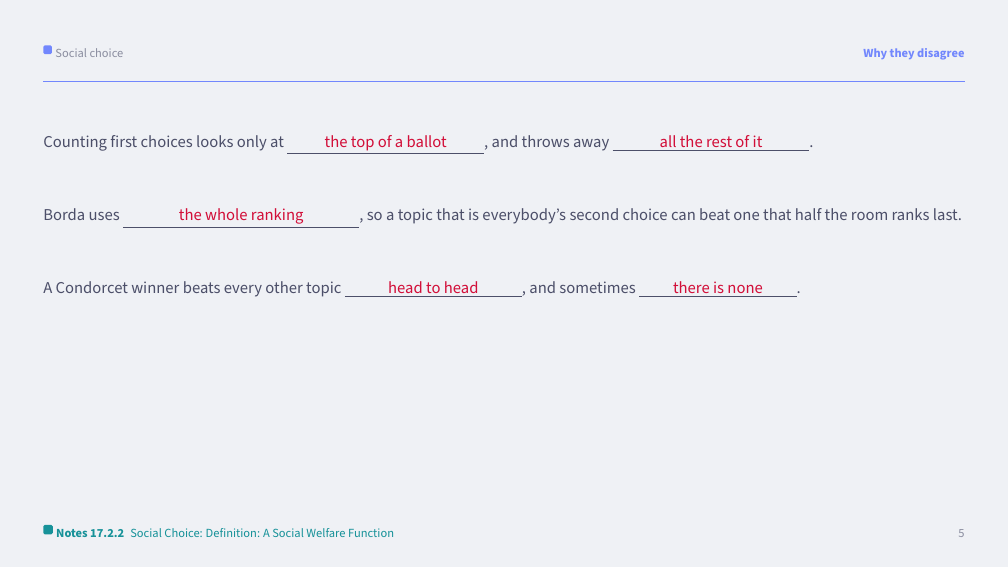 Social choice
Why they disagree
Counting first choices looks only at the top of a ballot, and throws away all the rest of it.
Borda uses the whole ranking, so a topic that is everybody’s second choice can beat one that half the room ranks last.
A Condorcet winner beats every other topic head to head, and sometimes there is none.
Notes 17.2.2 Social Choice: Definition: A Social Welfare Function
5